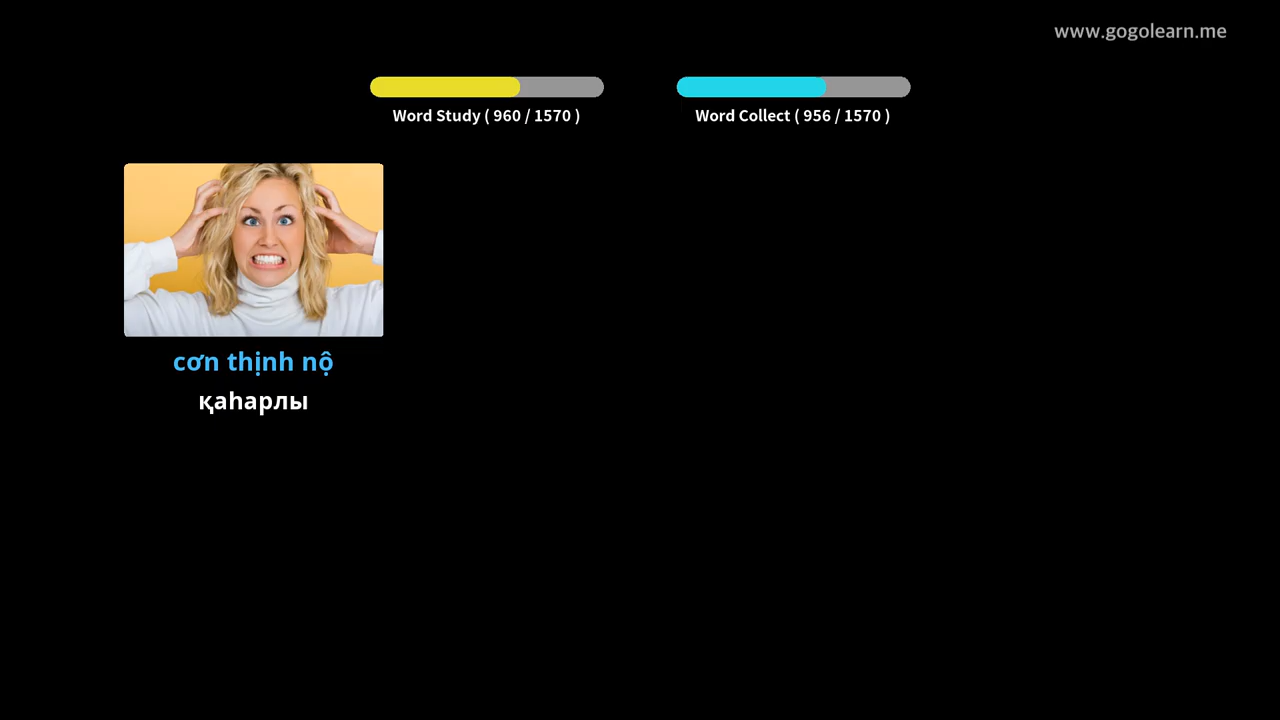 www.gogolearn.me
Word Study ( 960 / 1570 )
Word Collect ( 956 / 1570 )
cơn thịnh nộ
қаһарлы